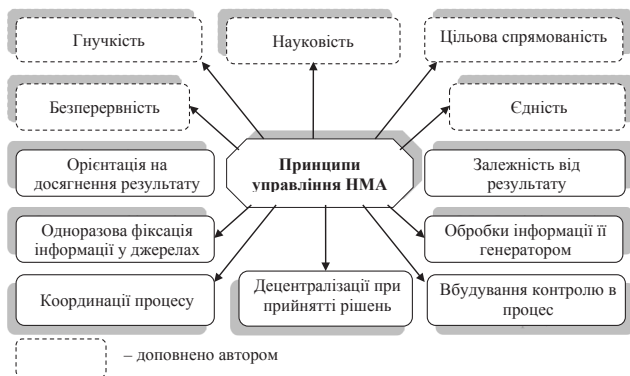 Гнучкість
Науковість
Цільова спрямованість
Безперервність
Єдність
Принципи
управління НМА
Орієнтація на
досягнення результату
Залежність від
результату
Одноразова фіксація
інформації у джерелах
Обробки інформації її
генератором
Координації процесу
Децентралізації при
прийнятті рішень
Вбудування контролю в
процес
– доповнено автором